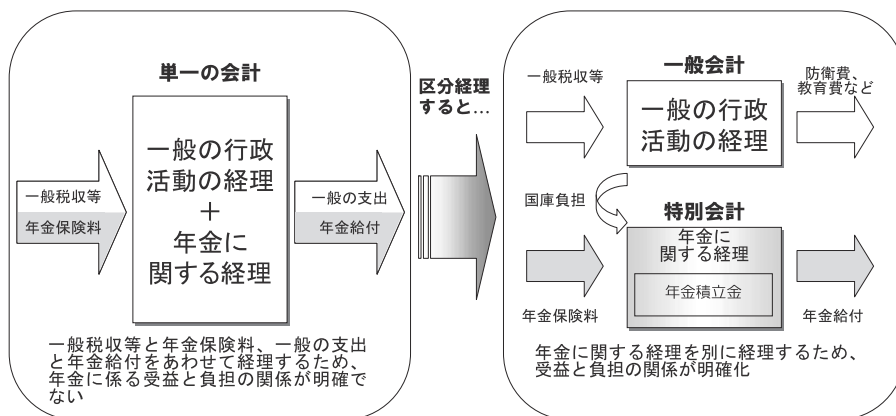 単一の会計
一般税収等
年金保険料
一般の行政
活動の経理
＋
年金に
関する経理
一般の支出
年金給付
一般税収等と年金保険料、一般の支出
と年金給付をあわせて経理するため、
年金に係る受益と負担の関係が明確で
ない
区分経理
すると…
一般会計
一般税収等
一般の行政
活動の経理
防衛費、
教育費など
国庫負担
特別会計
年金に
関する経理
年金積立金
年金保険料
年金給付
年金に関する経理を別に経理するため、
受益と負担の関係が明確化